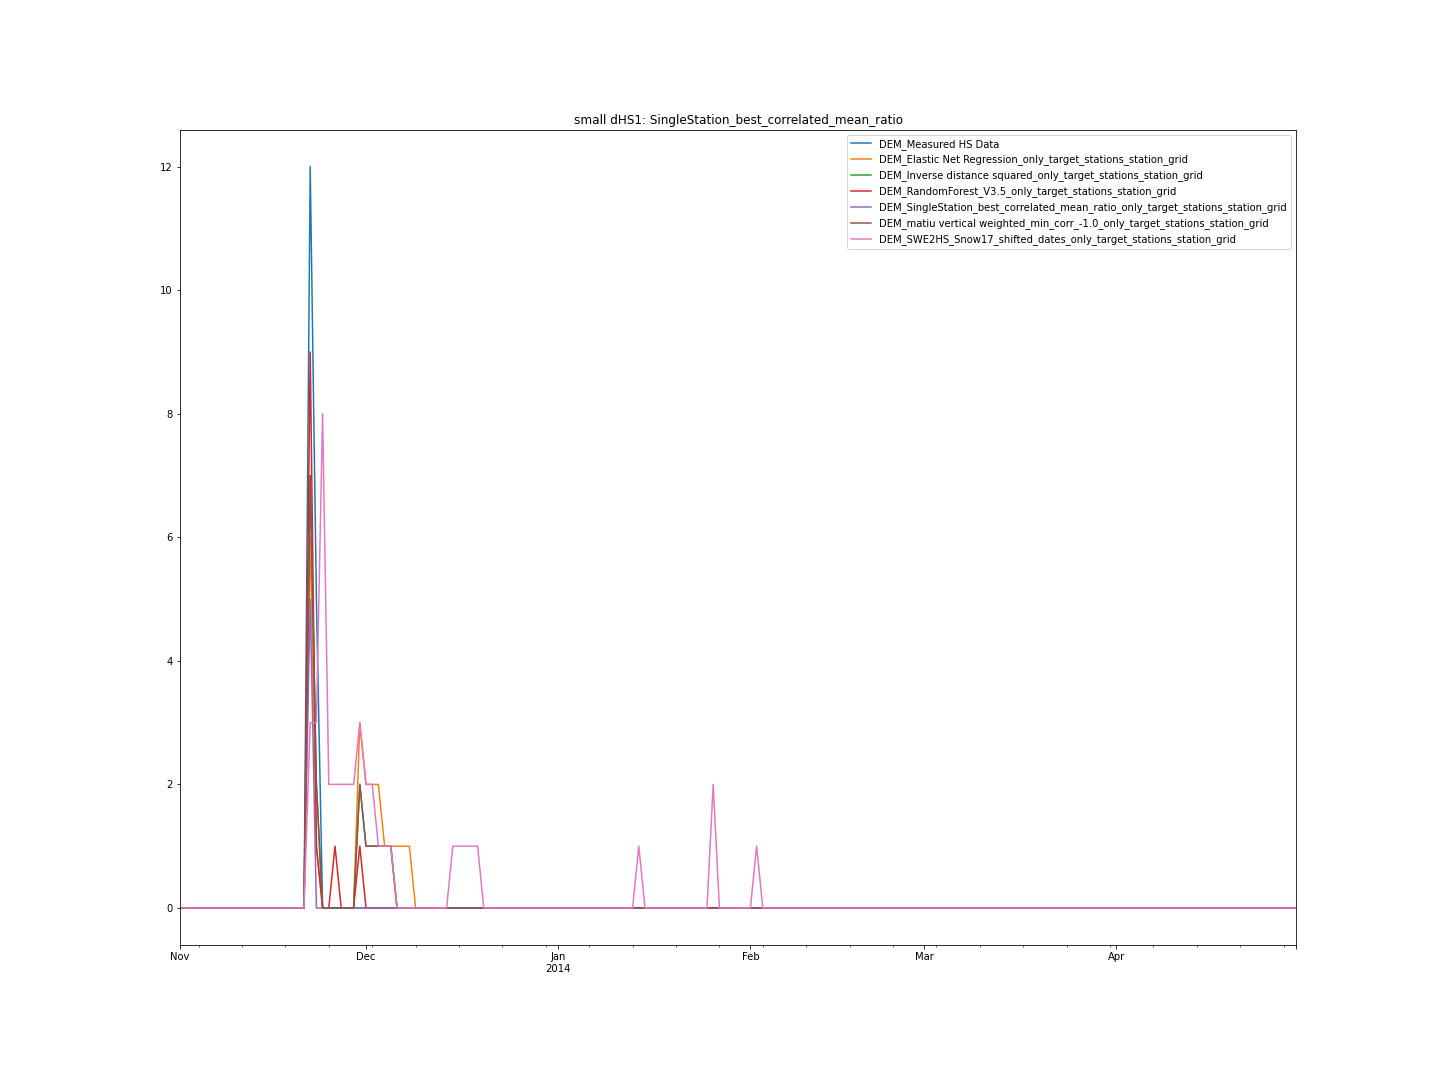 small dHS1: SingleStation_best_correlated_mean_ratio
DEM_Measured HS Data
DEM_Elastic Net Regression_only_target_stations_station_grid
DEM_Inverse distance squared_only_target_stations_station_grid
DEM_RandomForest_V3.5_only_target_stations_station_grid
DEM_SingleStation_best_correlated_mean_ratio_only_target_stations_station_grid
DEM_matiu vertical weighted_min_corr_-1.0_only_target_stations_station_grid
DEM_SWE2HS_Snow17_shifted_dates_only_target_stations_station_grid
12
10
8
6
4
2
0
Nov Dec Jan Feb Mar Apr
2014